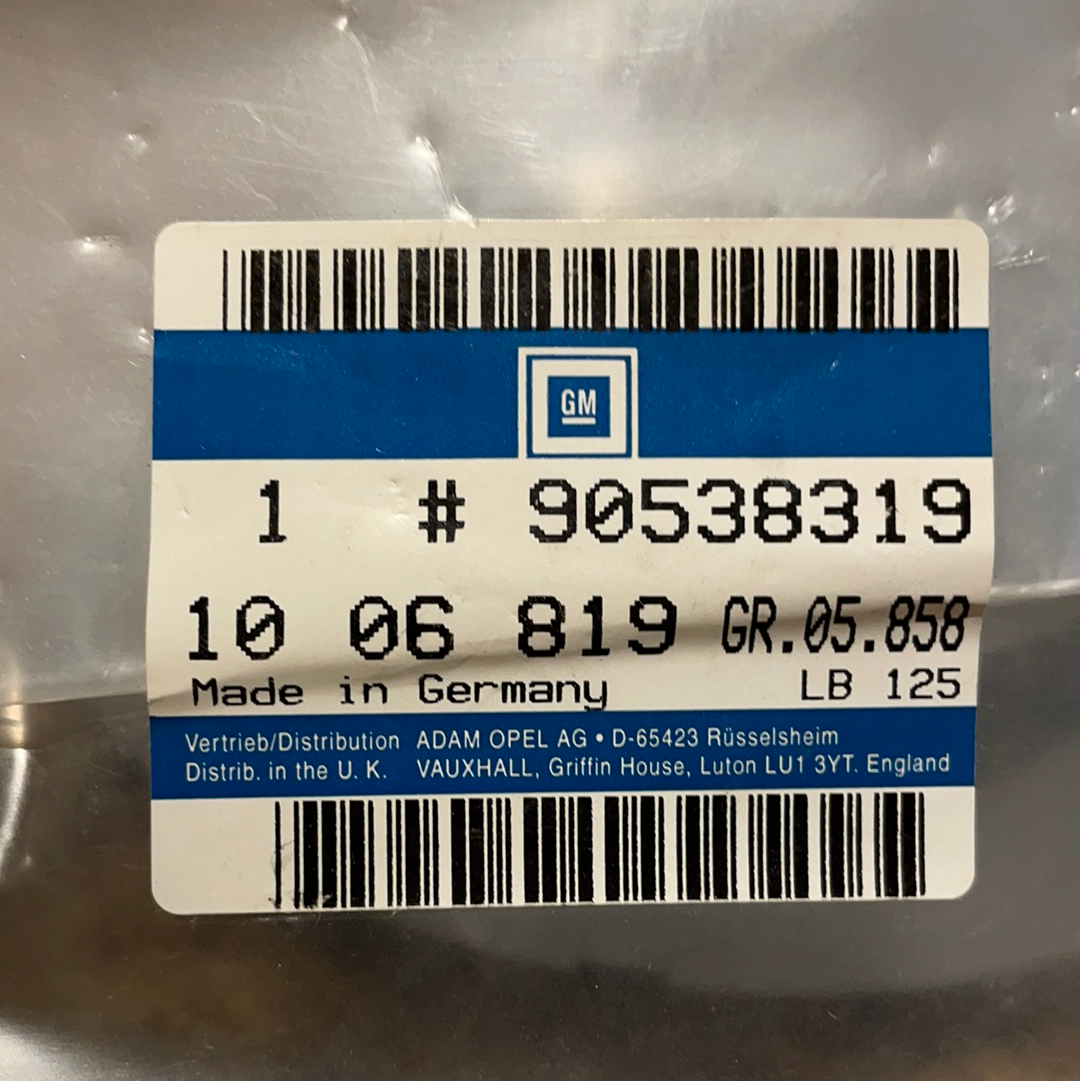 GM
1 # 90538319
10 06 819 GR.05.858
Made in Germany LB 125
Vertrieb/Distribution ADAM OPEL AG • D-65423 Rüsselsheim
Distrib. in the U. K. VAUXHALL, Griffin House, Luton LU1 3YT. England